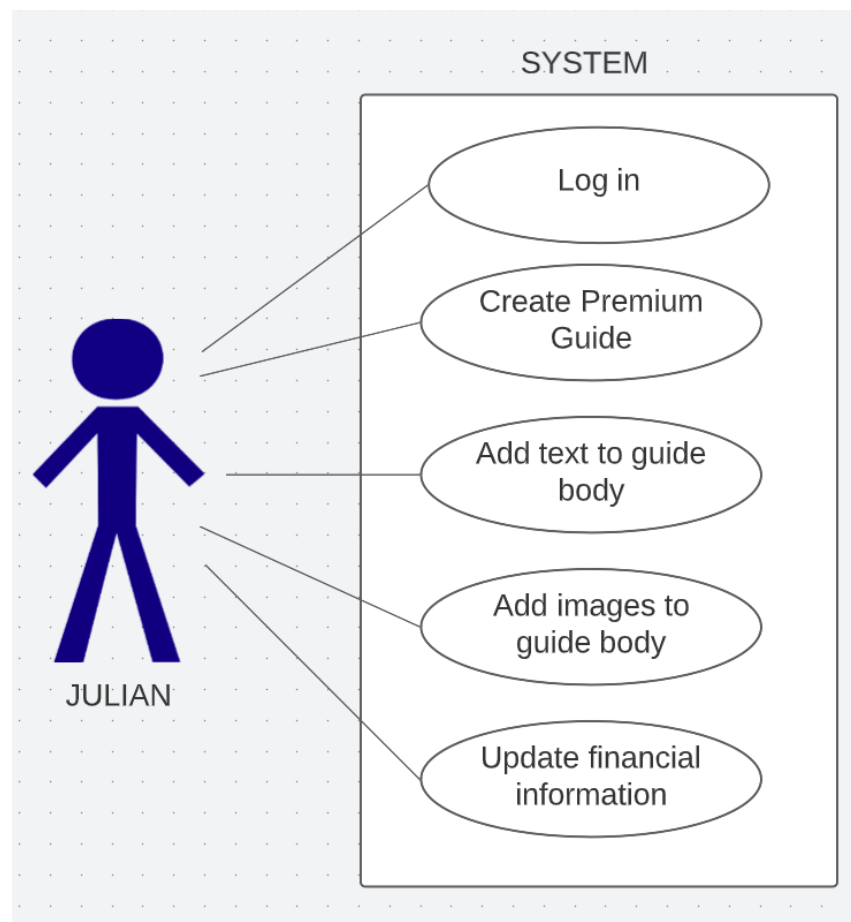 SYSTEM
Log in
Create Premium
Guide
Add text to guide
body
Add images to
guide body
Update financial
information
JULIAN